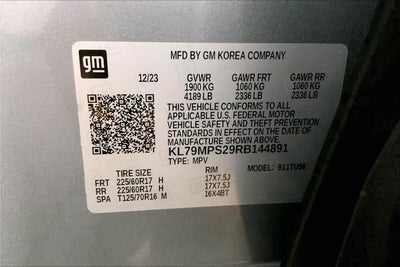 gm
MFD BY GM KOREA COMPANY
12/23 GVWR GAWR FRT GAWR RR
1900 KG 1060 KG 1060 KG
4189 LB 2336 LB 2336 LB
THIS VEHICLE CONFORMS TO ALL
APPLICABLE U.S. FEDERAL MOTOR
VEHICLE SAFETY AND THEFT PREVENTION
STANDARDS IN EFFECT ON THE DATE OF
MANUFACTURE SHOWN ABOVE.
KL79MPS29RB144891
TYPE: MPV MODEL: 911TU56
TIRE SIZE RIM
FRT 225/60R17 H 17X7.5J
RR 225/60R17 H 17X7.5J
SPA T125/70R16 M 16X4BT